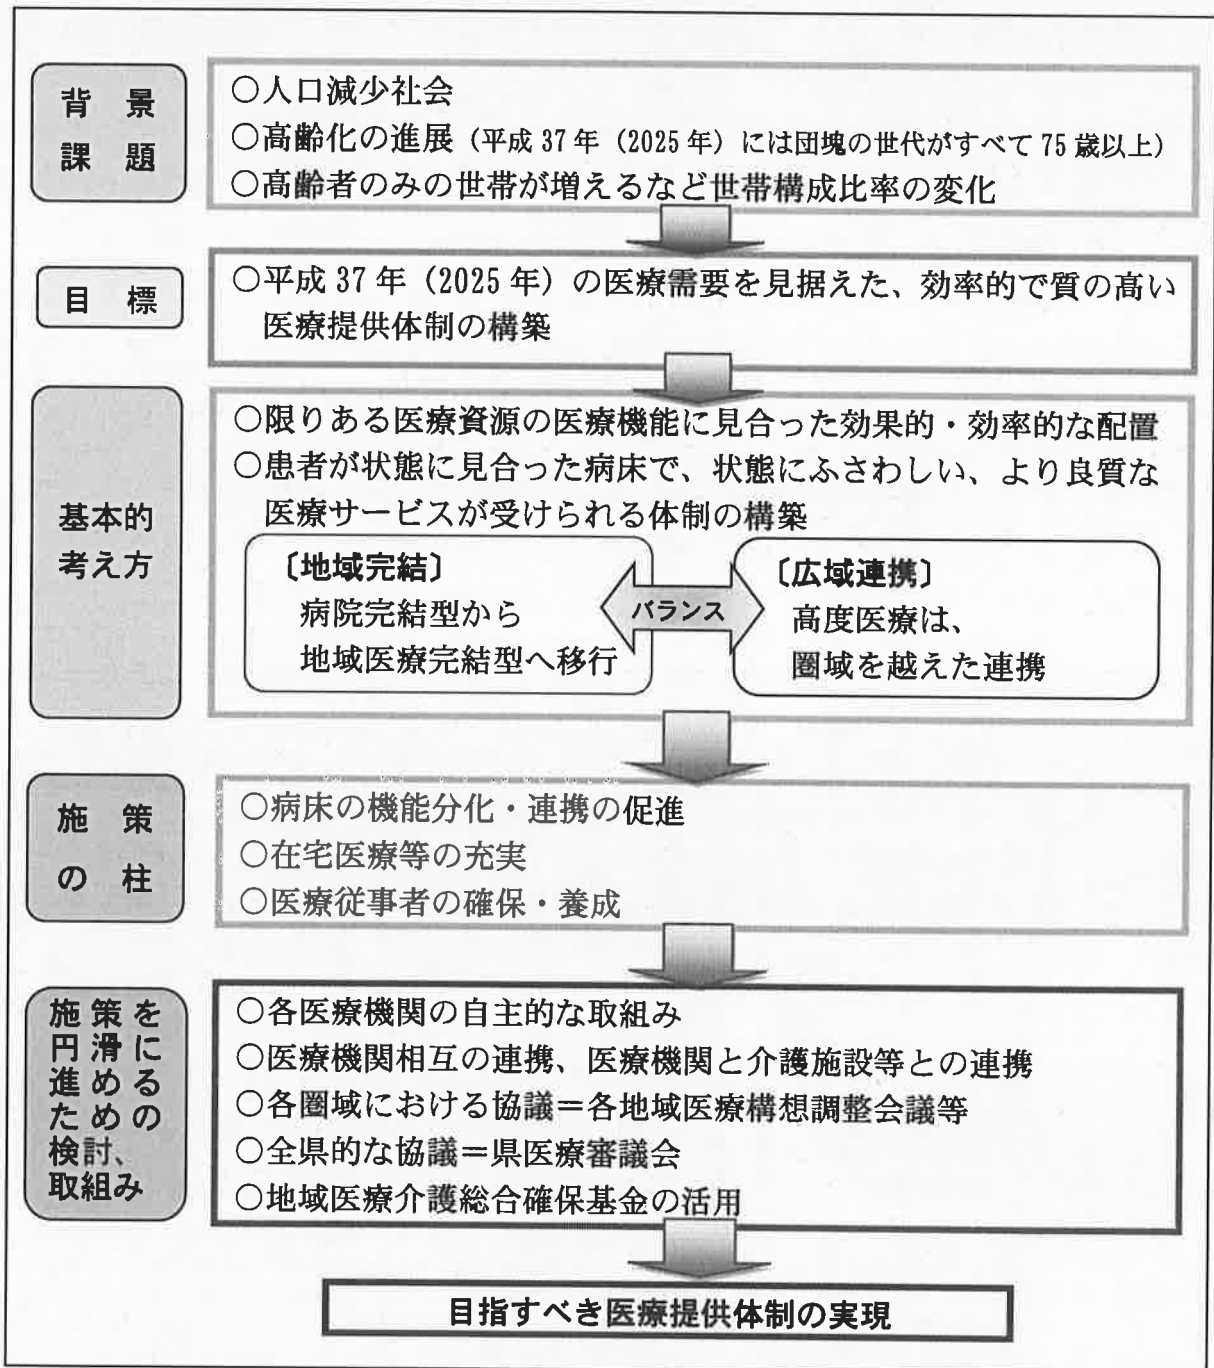 背　景
課　題
○人口減少社会
○高齢化の進展（平成 37 年（2025 年）には団塊の世代がすべて 75 歳以上）
○高齢者のみの世帯が増えるなど世帯構成比率の変化
目　標
○平成 37 年（2025 年）の医療需要を見据えた、効率的で質の高い
医療提供体制の構築
基本的
考え方
○限りある医療資源の医療機能に見合った効果的・効率的な配置
○患者が状態に見合った病床で、状態にふさわしい、より良質な
医療サービスが受けられる体制の構築
〔地域完結〕
病院完結型から
地域医療完結型へ移行
バランス
〔広域連携〕
高度医療は、
圏域を越えた連携
施　策
の　柱
○病床の機能分化・連携の促進
○在宅医療等の充実
○医療従事者の確保・養成
施策を
円滑に
進める
ための
検討、
取組み
○各医療機関の自主的な取組み
○医療機関相互の連携、医療機関と介護施設等との連携
○各圏域における協議＝各地域医療構想調整会議等
○全県的な協議＝県医療審議会
○地域医療介護総合確保基金の活用
目指すべき医療提供体制の実現